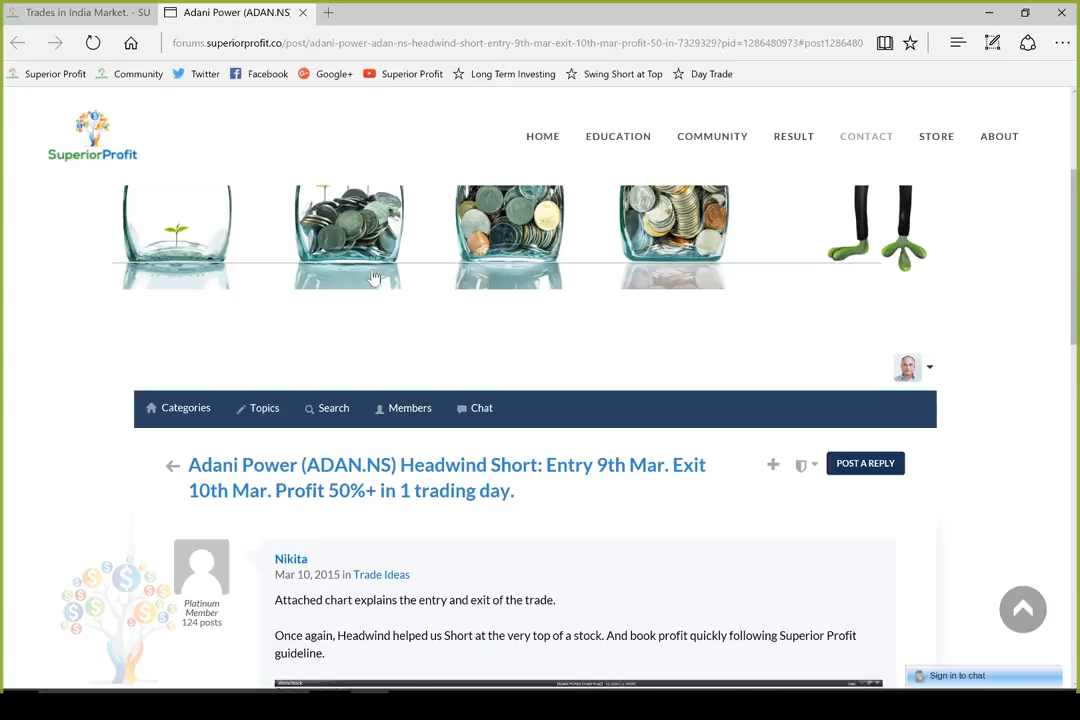 Trades in India Market. - SU
Adani Power (ADAN.NS)
forums.superiorprofit.co/post/adani-power-adan-ns-headwind-short-entry-9th-mar-exit-10th-mar-profit-50-in-7329329?pid=1286480973#post1286480
Superior Profit
Community
Twitter
Facebook
Google+
Superior Profit
Long Term Investing
Swing Short at Top
Day Trade
SuperiorProfit
HOME
EDUCATION
COMMUNITY
RESULT
CONTACT
STORE
ABOUT
Categories
Topics
Search
Members
Chat
Adani Power (ADAN.NS) Headwind Short: Entry 9th Mar. Exit
10th Mar. Profit 50%+ in 1 trading day.
POST A REPLY
Nikita
Mar 10, 2015 in Trade Ideas
Platinum
Member
124 posts
Attached chart explains the entry and exit of the trade.
Once again, Headwind helped us Short at the very top of a stock. And book profit quickly following Superior Profit
guideline.
Sign in to chat